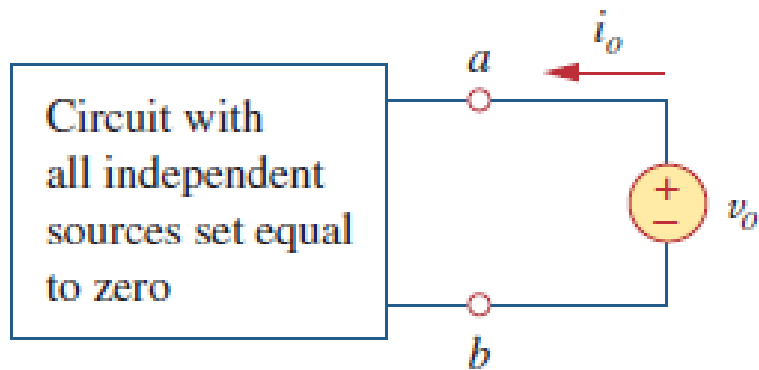 i_o
a
Circuit with
all independent
sources set equal
to zero
+
−
v_o
b